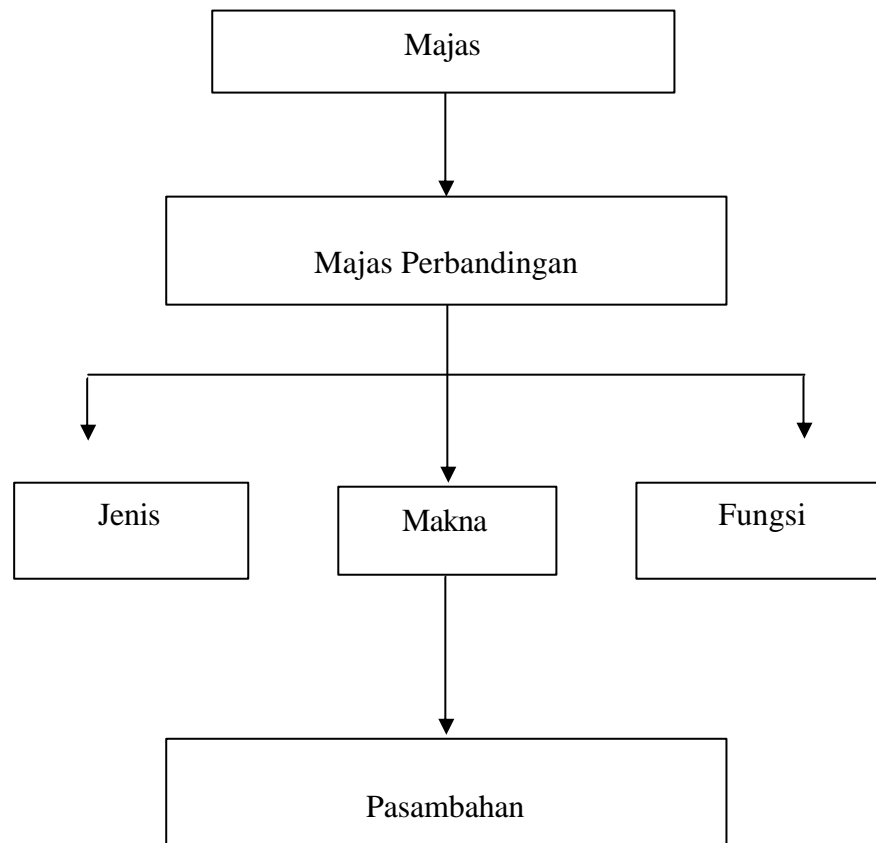 Majas
Majas Perbandingan
Jenis
Makna
Fungsi
Pasambahan